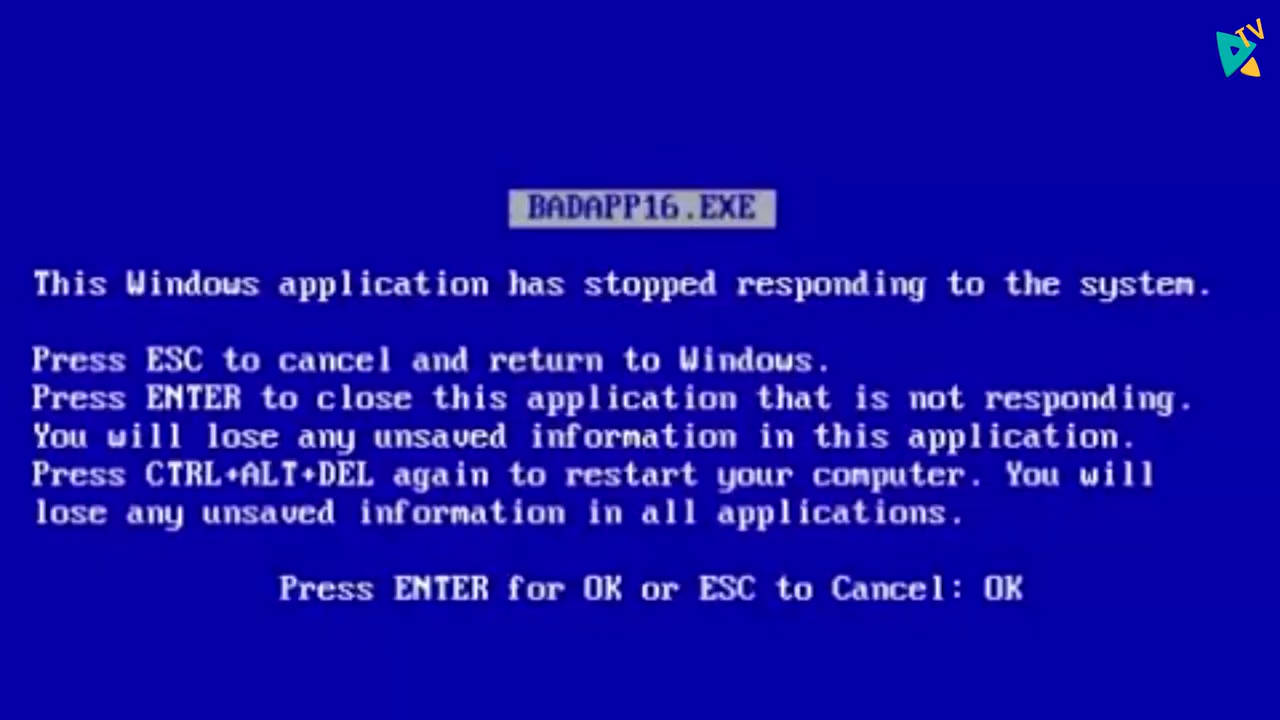 TV
BADAPP16.EXE
This Windows application has stopped responding to the system.
Press ESC to cancel and return to Windows.
Press ENTER to close this application that is not responding.
You will lose any unsaved information in this application.
Press CTRL+ALT+DEL again to restart your computer. You will
lose any unsaved information in all applications.
Press ENTER for OK or ESC to Cancel: OK